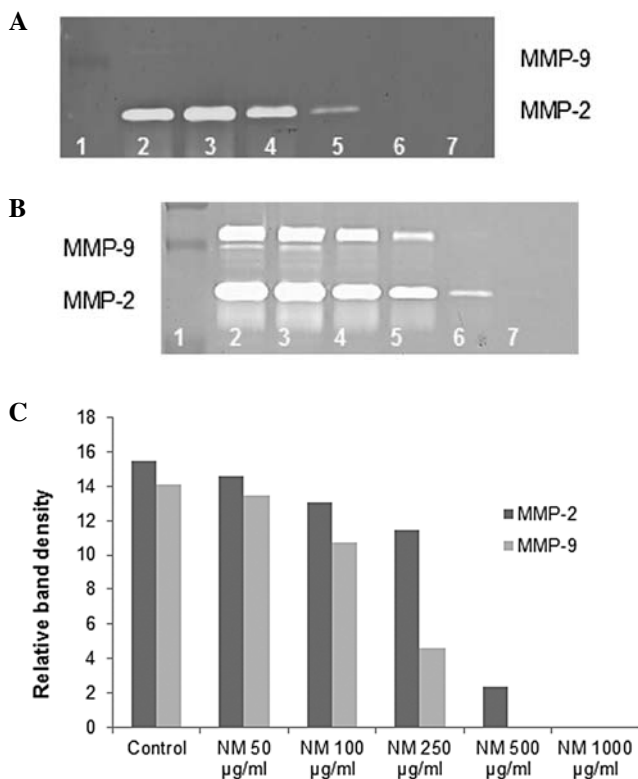 A
MMP-9
MMP-2
1 2 3 4 5 6 7
B
MMP-9
MMP-2
1 2 3 4 5 6 7
C
Relative band density
18
16
14
12
10
8
6
4
2
0
MMP-2
MMP-9
Control NM 50 NM 100 NM 250 NM 500 NM 1000
µg/ml µg/ml µg/ml µg/ml µg/ml